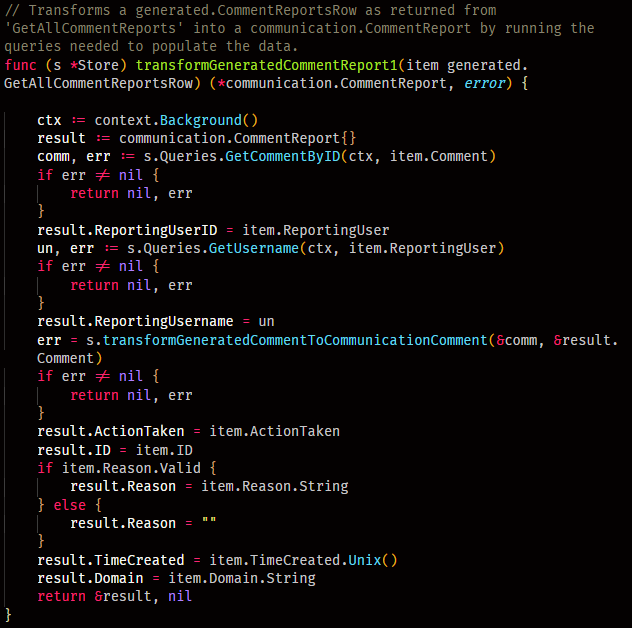 // Transforms a generated.CommentReportsRow as returned from
'GetAllCommentReports' into a communication.CommentReport by running the
queries needed to populate the data.
func (s *Store) transformGeneratedCommentReport1(item generated.
GetAllCommentReportsRow) (*communication.CommentReport, error) {
ctx := context.Background()
result := communication.CommentReport{}
comm, err := s.Queries.GetCommentByID(ctx, item.Comment)
if err != nil {
return nil, err
}
result.ReportingUserID = item.ReportingUser
un, err := s.Queries.GetUsername(ctx, item.ReportingUser)
if err != nil {
return nil, err
}
result.ReportingUsername = un
err = s.transformGeneratedCommentToCommunicationComment(&comm, &result.
Comment)
if err != nil {
return nil, err
}
result.ActionTaken = item.ActionTaken
result.ID = item.ID
if item.Reason.Valid {
result.Reason = item.Reason.String
} else {
result.Reason = ""
}
result.TimeCreated = item.TimeCreated.Unix()
result.Domain = item.Domain.String
return &result, nil
}